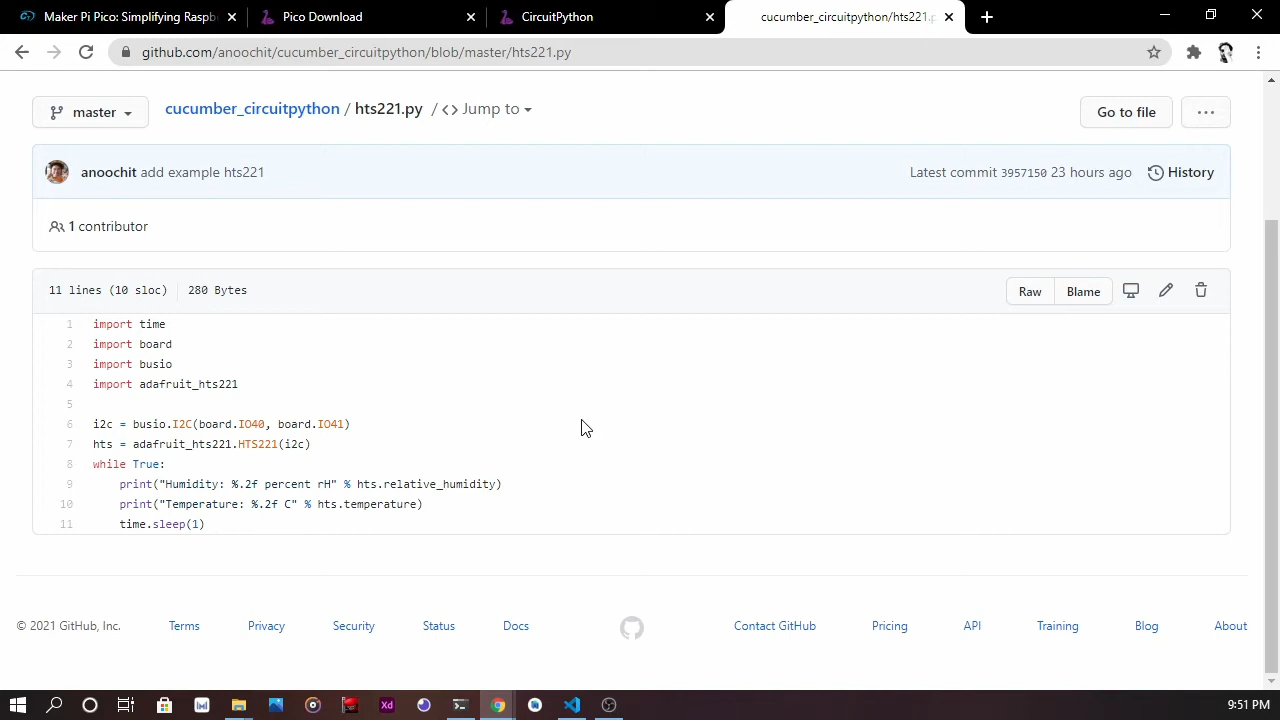 Maker Pi Pico: Simplifying Raspb
Pico Download
CircuitPython
cucumber_circuitpython/hts221.p
github.com/anoochit/cucumber_circuitpython/blob/master/hts221.py
master
cucumber_circuitpython / hts221.py / <> Jump to
Go to file
...
anoochit add example hts221
Latest commit 3957150 23 hours ago
History
1 contributor
11 lines (10 sloc) 280 Bytes
Raw
Blame
1 import time
2 import board
3 import busio
4 import adafruit_hts221
5
6 i2c = busio.I2C(board.IO40, board.IO41)
7 hts = adafruit_hts221.HTS221(i2c)
8 while True:
9 print("Humidity: %.2f percent rH" % hts.relative_humidity)
10 print("Temperature: %.2f C" % hts.temperature)
11 time.sleep(1)
© 2021 GitHub, Inc.
Terms
Privacy
Security
Status
Docs
Contact GitHub
Pricing
API
Training
Blog
About
Xd
9:51 PM